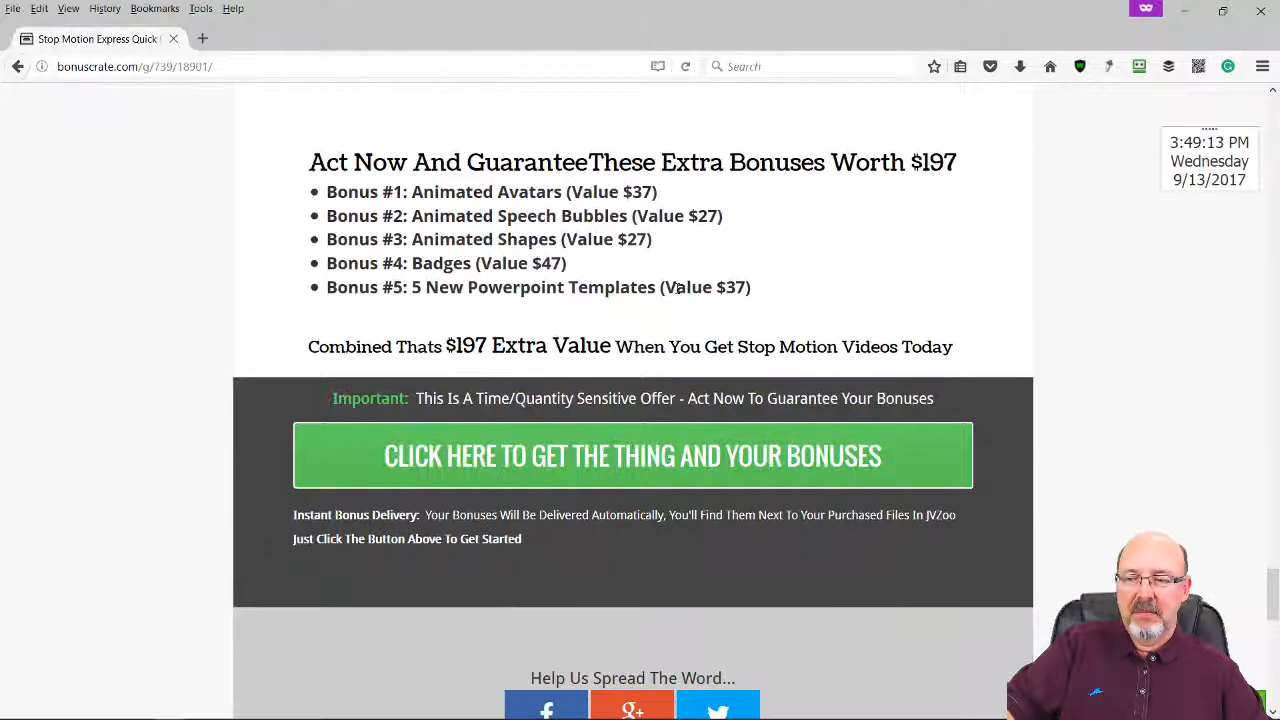 File Edit View History Bookmarks Tools Help
Stop Motion Express Quick
bonuscrate.com/g/739/18901/
Search
3:49:13 PM
Wednesday
9/13/2017
Act Now And GuaranteeThese Extra Bonuses Worth $197
Bonus #1: Animated Avatars (Value $37)
Bonus #2: Animated Speech Bubbles (Value $27)
Bonus #3: Animated Shapes (Value $27)
Bonus #4: Badges (Value $47)
Bonus #5: 5 New Powerpoint Templates (Value $37)
Combined Thats $197 Extra Value When You Get Stop Motion Videos Today
Important: This Is A Time/Quantity Sensitive Offer - Act Now To Guarantee Your Bonuses
CLICK HERE TO GET THE THING AND YOUR BONUSES
Instant Bonus Delivery: Your Bonuses Will Be Delivered Automatically, You'll Find Them Next To Your Purchased Files In JVZoo
Just Click The Button Above To Get Started
Help Us Spread The Word...